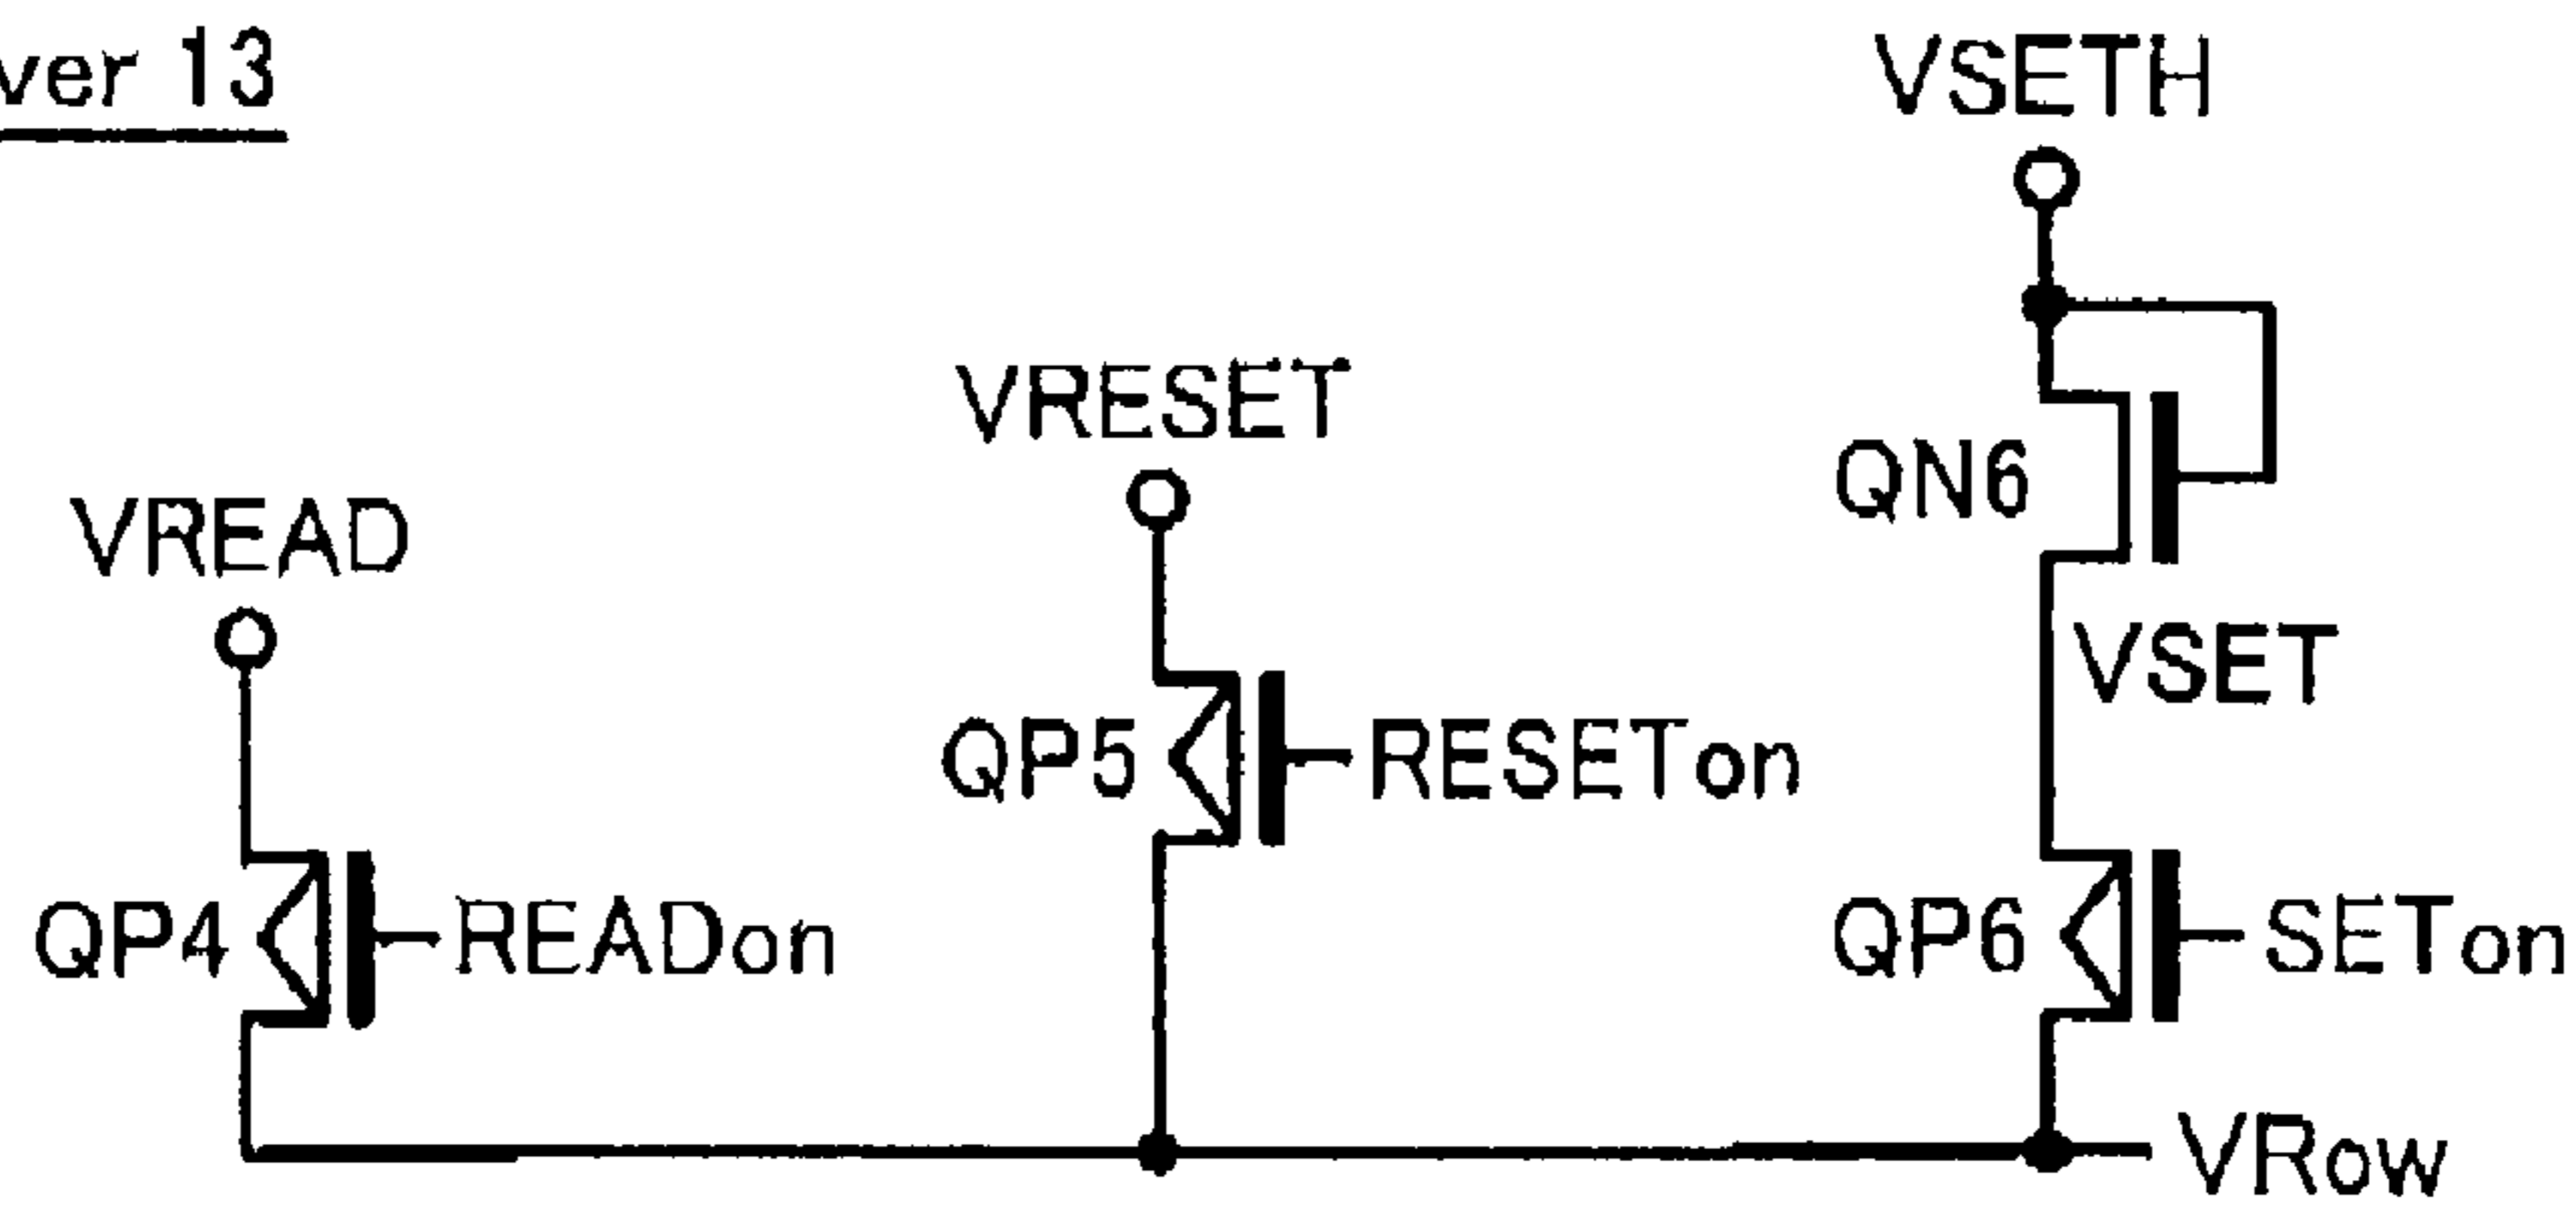 ver 13
VSETH
VRESET
QN6
VREAD
VSET
QP5
RESETon
QP4
READon
QP6
SETon
VRow